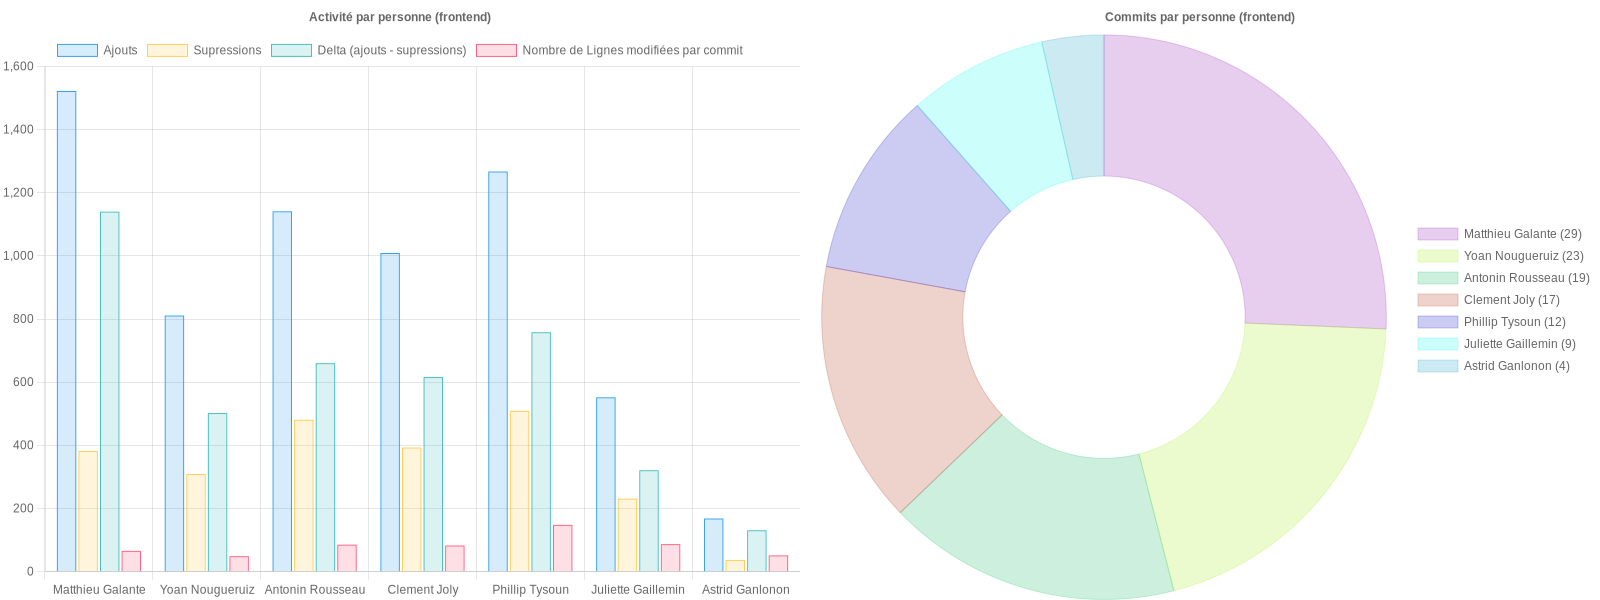 Activité par personne (frontend)
Ajouts
Supressions
Delta (ajouts - supressions)
Nombre de Lignes modifiées par commit
1,600
1,400
1,200
1,000
800
600
400
200
0
Matthieu Galante
Yoan Nougueruiz
Antonin Rousseau
Clement Joly
Phillip Tysoun
Juliette Gaillemin
Astrid Ganlonon
Commits par personne (frontend)
Matthieu Galante (29)
Yoan Nougueruiz (23)
Antonin Rousseau (19)
Clement Joly (17)
Phillip Tysoun (12)
Juliette Gaillemin (9)
Astrid Ganlonon (4)